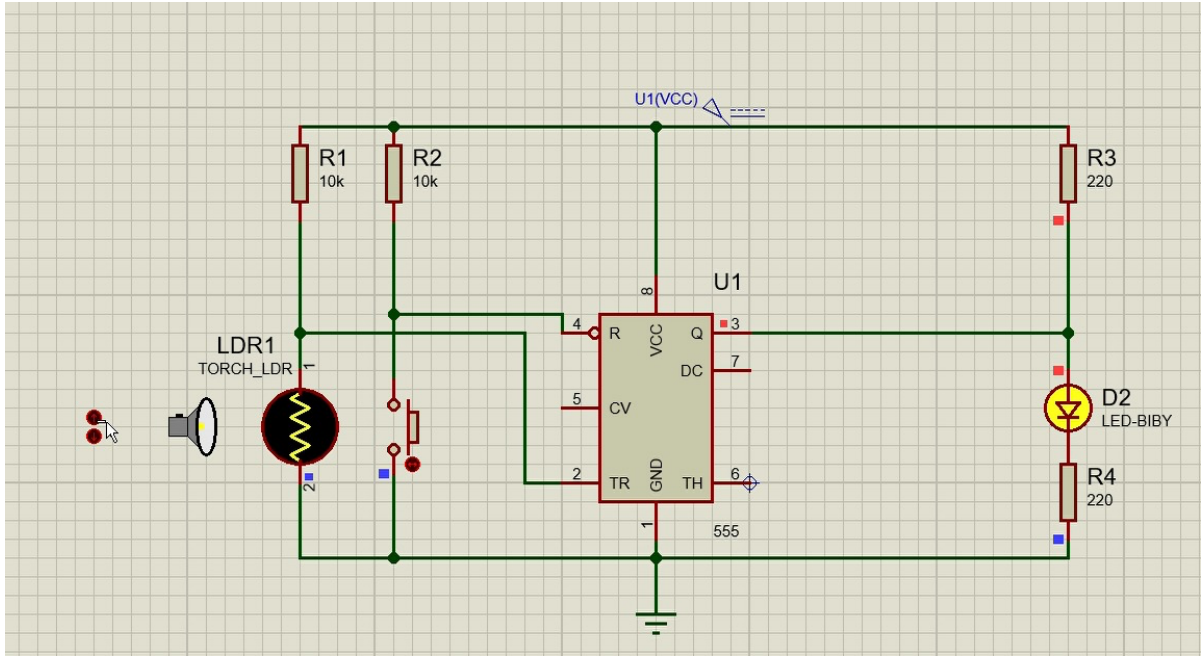 U1(VCC)
R1
10k
R2
10k
R3
220
U1
8
VCC
4
R
Q
3
DC
7
5
CV
2
TR
GND
TH
6
1
555
LDR1
TORCH_LDR
1
2
D2
LED-BIBY
R4
220